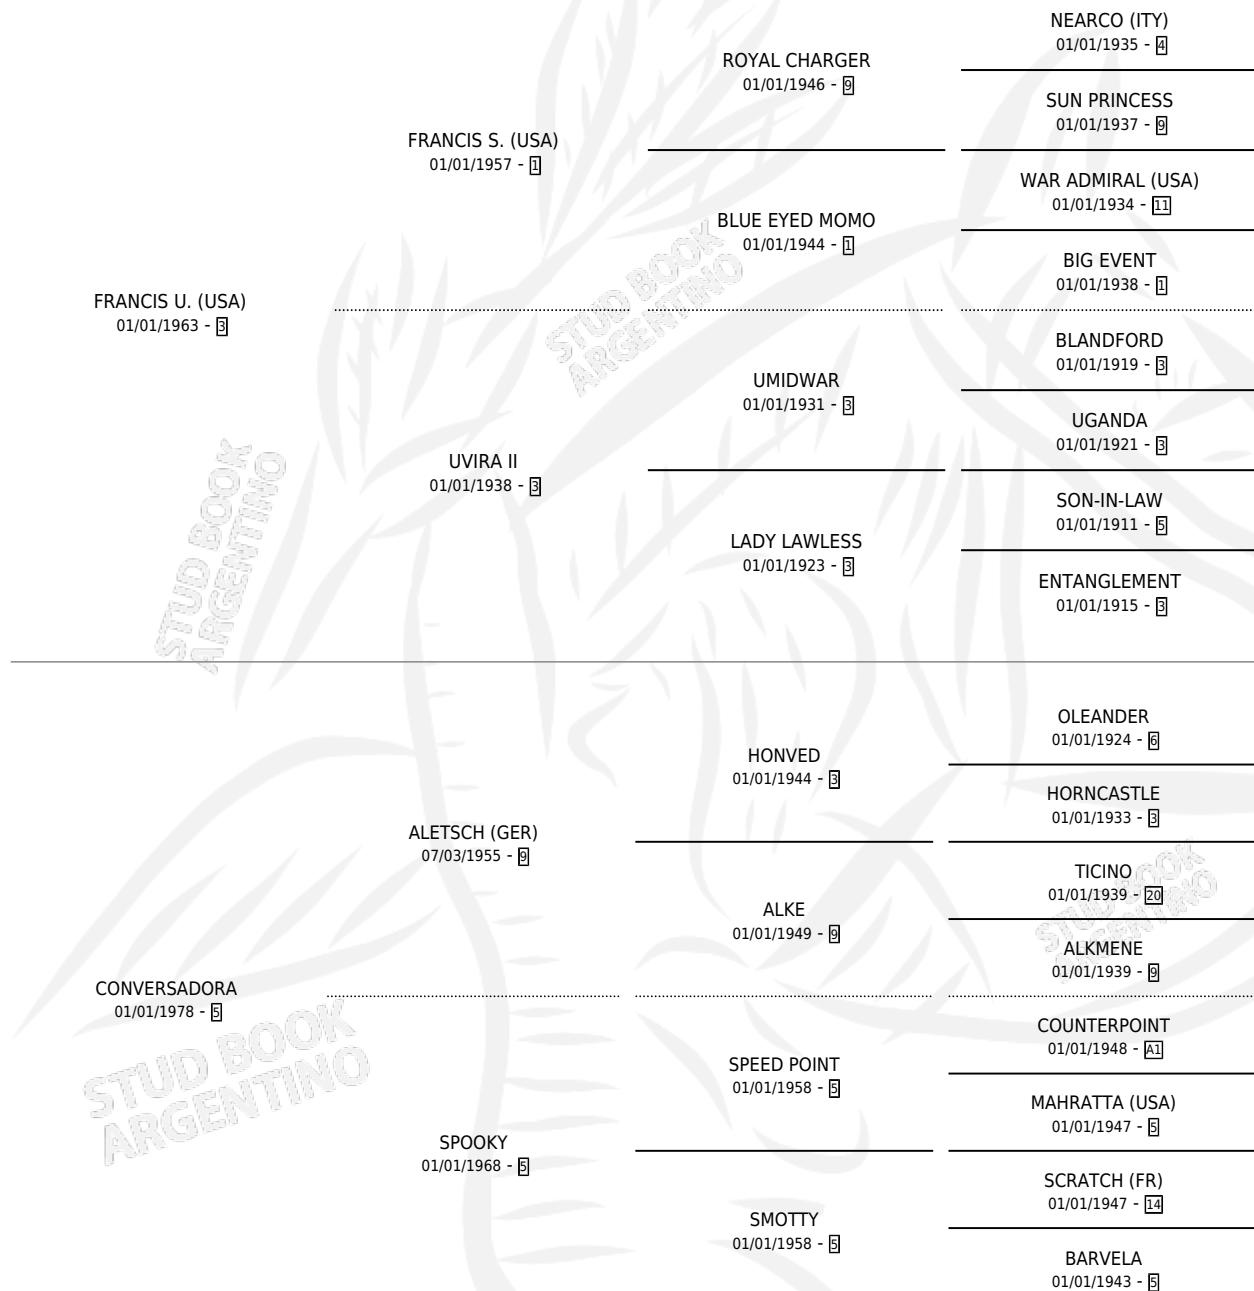 NEARCO (ITY)
01/01/1935 - 4
ROYAL CHARGER
01/01/1946 - 9
SUN PRINCESS
01/01/1937 - 9
FRANCIS S. (USA)
01/01/1957 - 1
WAR ADMIRAL (USA)
01/01/1934 - 11
BLUE EYED MOMO
01/01/1944 - 1
BIG EVENT
01/01/1938 - 1
FRANCIS U. (USA)
01/01/1963 - 3
STUD BOOK
ARGENTINO
BLANDFORD
01/01/1919 - 3
UMIDWAR
01/01/1931 - 3
UGANDA
01/01/1921 - 3
UVIRA II
01/01/1938 - 3
SON-IN-LAW
01/01/1911 - 5
LADY LAWLESS
01/01/1923 - 3
ENTANGLEMENT
01/01/1915 - 3
STUD BOOK
ARGENTINO
OLEANDER
01/01/1924 - 6
HONVED
01/01/1944 - 3
HORNCASTLE
01/01/1933 - 3
ALETSCH (GER)
07/03/1955 - 9
TICINO
01/01/1939 - 20
ALKE
01/01/1949 - 9
STUD BOOK
ARGENTINO
ALKMENE
01/01/1939 - 9
CONVERSADORA
01/01/1978 - 5
STUD BOOK
ARGENTINO
COUNTERPOINT
01/01/1948 - A1
SPEED POINT
01/01/1958 - 5
MAHRATTA (USA)
01/01/1947 - 5
SPOOKY
01/01/1968 - 5
SCRATCH (FR)
01/01/1947 - 14
SMOTTY
01/01/1958 - 5
BARVELA
01/01/1943 - 5